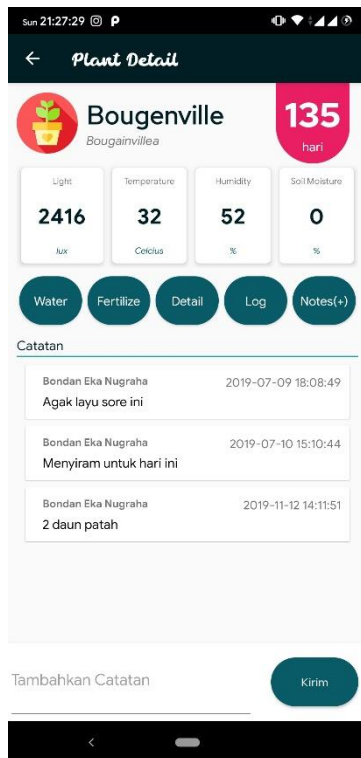 Sun 21:27:29
Plant Detail
Bougenville
Bougainvillea
135
hari
Light
2416
lux
Temperature
32
Celcius
Humidity
52
%
Soil Moisture
0
%
Water
Fertilize
Detail
Log
Notes(+)
Catatan
Bondan Eka Nugraha 2019-07-09 18:08:49
Agak layu sore ini
Bondan Eka Nugraha 2019-07-10 15:10:44
Menyiram untuk hari ini
Bondan Eka Nugraha 2019-11-12 14:11:51
2 daun patah
Tambahkan Catatan
Kirim